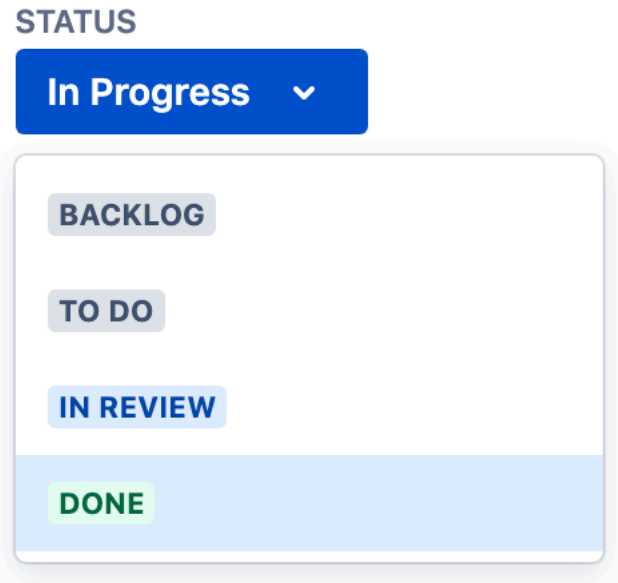 STATUS
In Progress
BACKLOG
TO DO
IN REVIEW
DONE